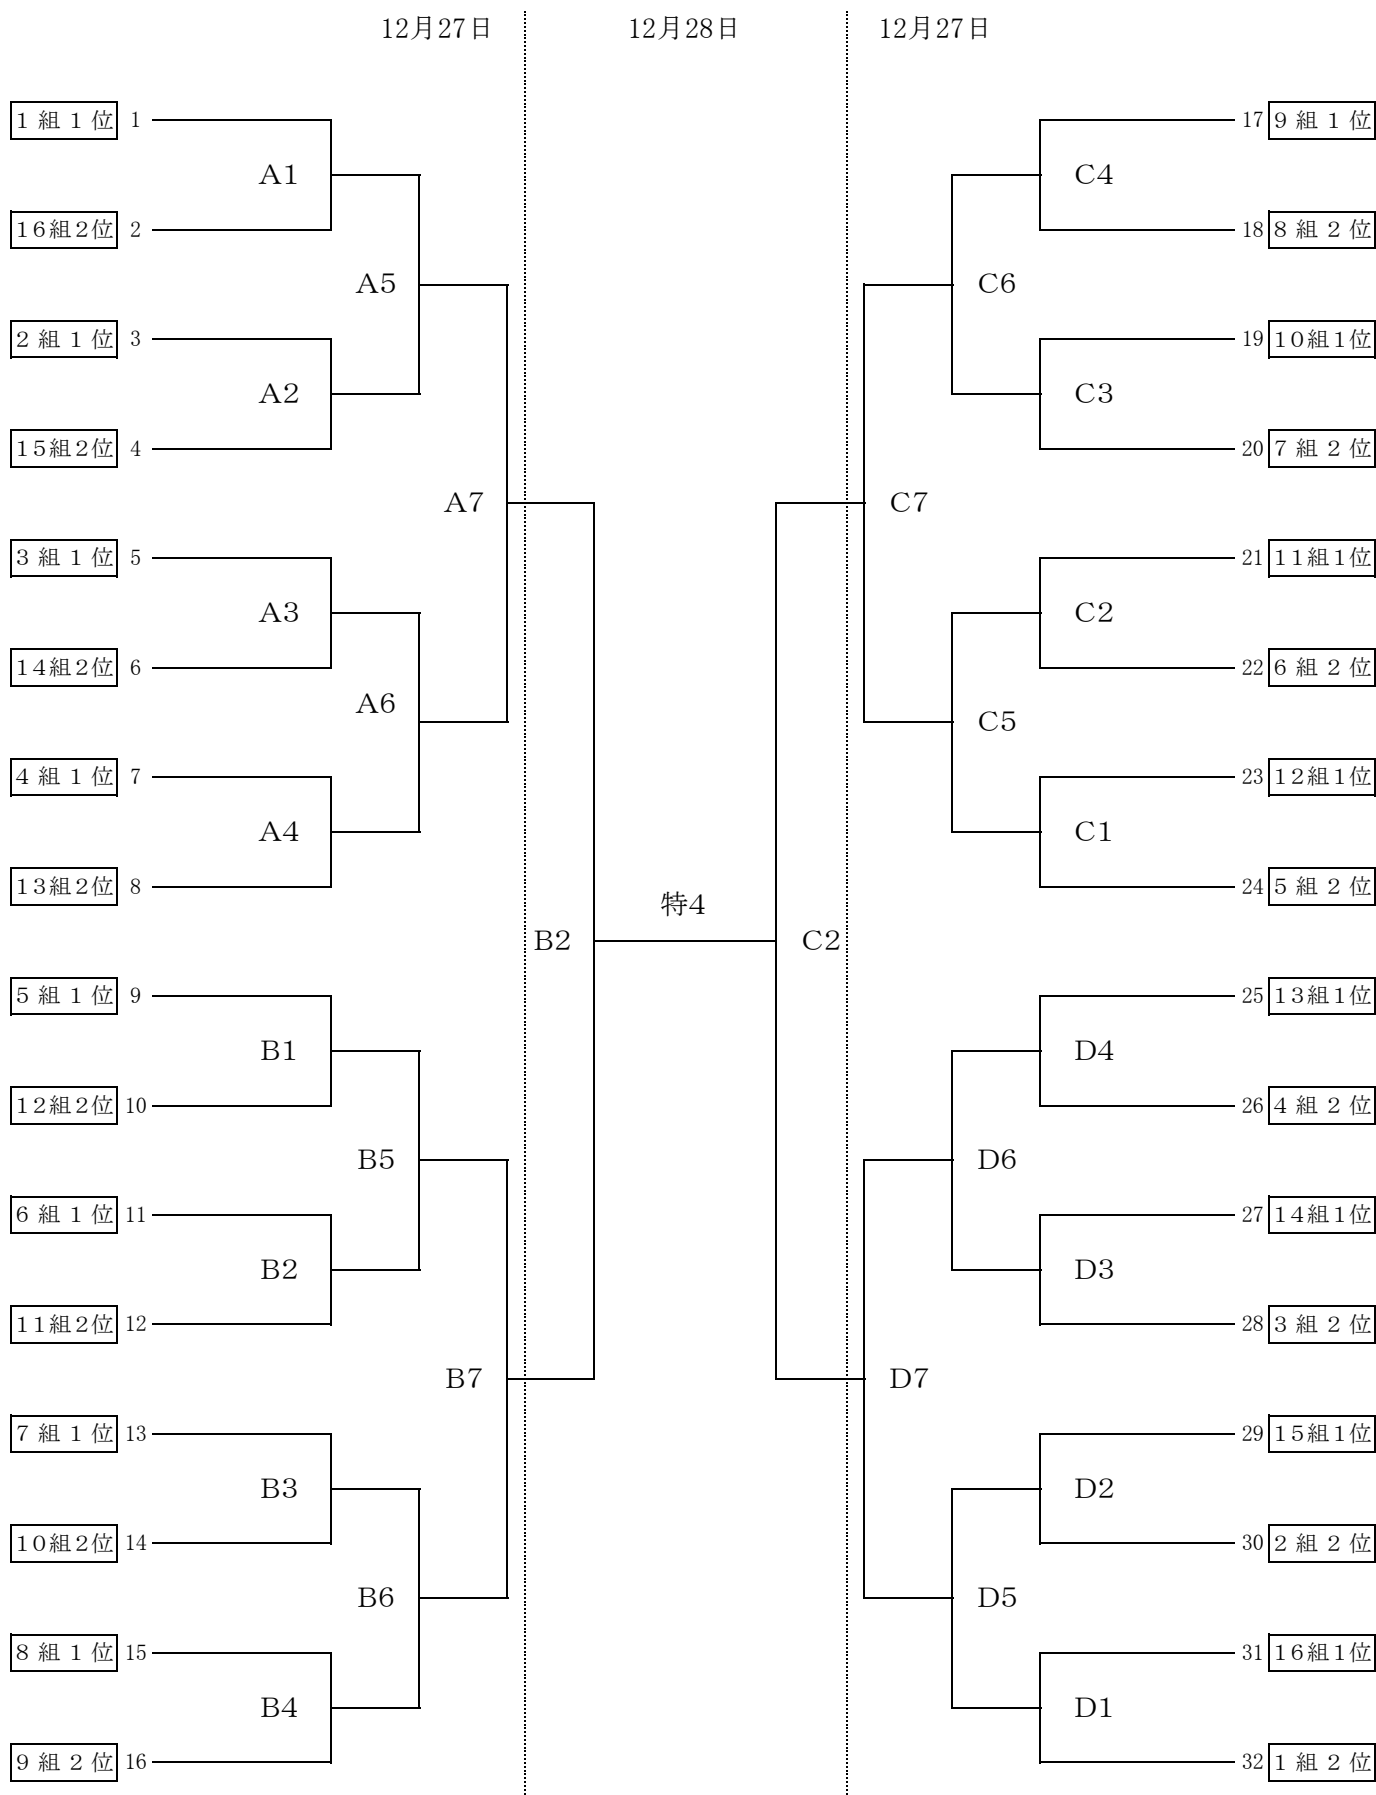 12月27日 12月28日 12月27日
1組1位 1 17 9組1位
A1 C4
16組2位 2 18 8組2位
A5 C6
2組1位 3 19 10組1位
A2 C3
15組2位 4 20 7組2位
A7 C7
3組1位 5 21 11組1位
A3 C2
14組2位 6 22 6組2位
A6 C5
4組1位 7 23 12組1位
A4 C1
13組2位 8 24 5組2位
特4
B2 C2
5組1位 9 25 13組1位
B1 D4
12組2位 10 26 4組2位
B5 D6
6組1位 11 27 14組1位
B2 D3
11組2位 12 28 3組2位
B7 D7
7組1位 13 29 15組1位
B3 D2
10組2位 14 30 2組2位
B6 D5
8組1位 15 31 16組1位
B4 D1
9組2位 16 32 1組2位